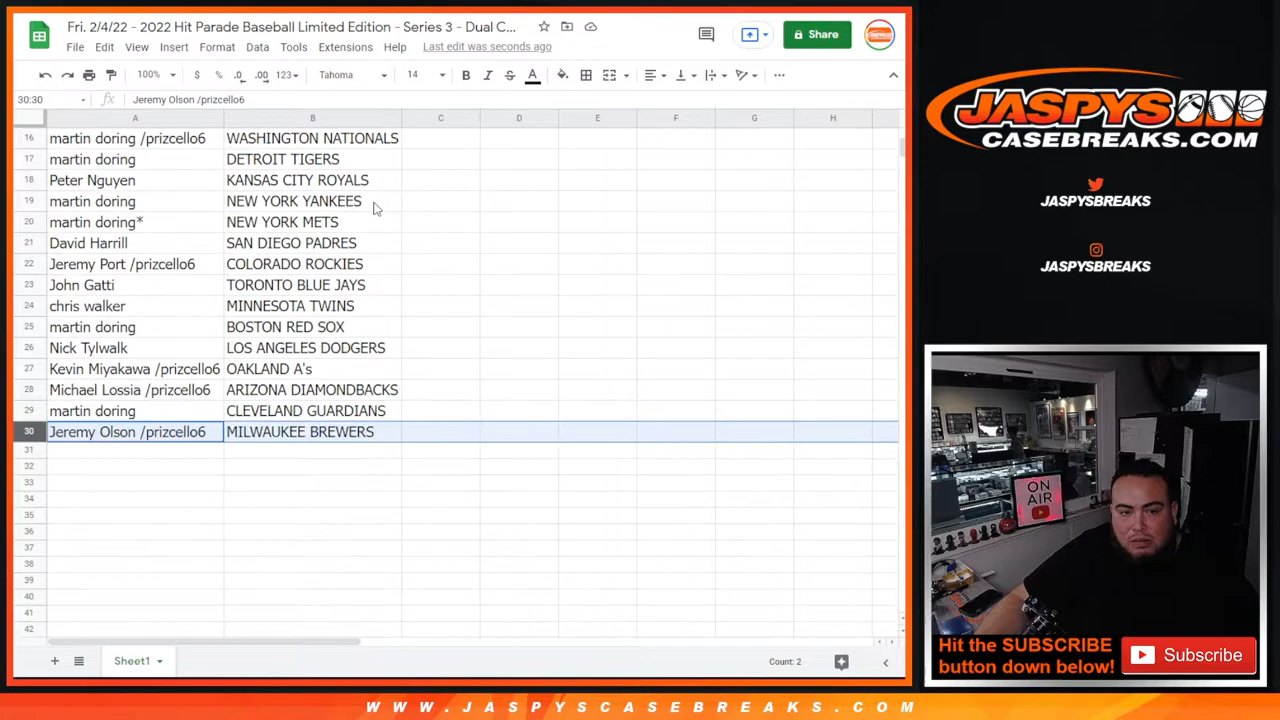 Fri. 2/4/22 - 2022 Hit Parade Baseball Limited Edition - Series 3 - Dual C...
File Edit View Insert Format Data Tools Extensions Help Last edit was seconds ago
Share
100% $ % .0 .00 123 Tahoma 14 B I S A
30:30 fx Jeremy Olson /prizcello6
A B C D E F G H
16 martin doring /prizcello6 WASHINGTON NATIONALS
17 martin doring DETROIT TIGERS
18 Peter Nguyen KANSAS CITY ROYALS
19 martin doring NEW YORK YANKEES
20 martin doring* NEW YORK METS
21 David Harrill SAN DIEGO PADRES
22 Jeremy Port /prizcello6 COLORADO ROCKIES
23 John Gatti TORONTO BLUE JAYS
24 chris walker MINNESOTA TWINS
25 martin doring BOSTON RED SOX
26 Nick Tylwalk LOS ANGELES DODGERS
27 Kevin Miyakawa /prizcello6 OAKLAND A's
28 Michael Lossia /prizcello6 ARIZONA DIAMONDBACKS
29 martin doring CLEVELAND GUARDIANS
30 Jeremy Olson /prizcello6 MILWAUKEE BREWERS
31
32
33
34
35
36
37
38
39
40
41
42
Sheet1
Count: 2
JASPYS
CASEBREAKS.COM
JASPYSBREAKS
JASPYSBREAKS
ON
AIR
Hit the SUBSCRIBE
button down below!
Subscribe
WWW.JASPYSCASEBREAKS.COM